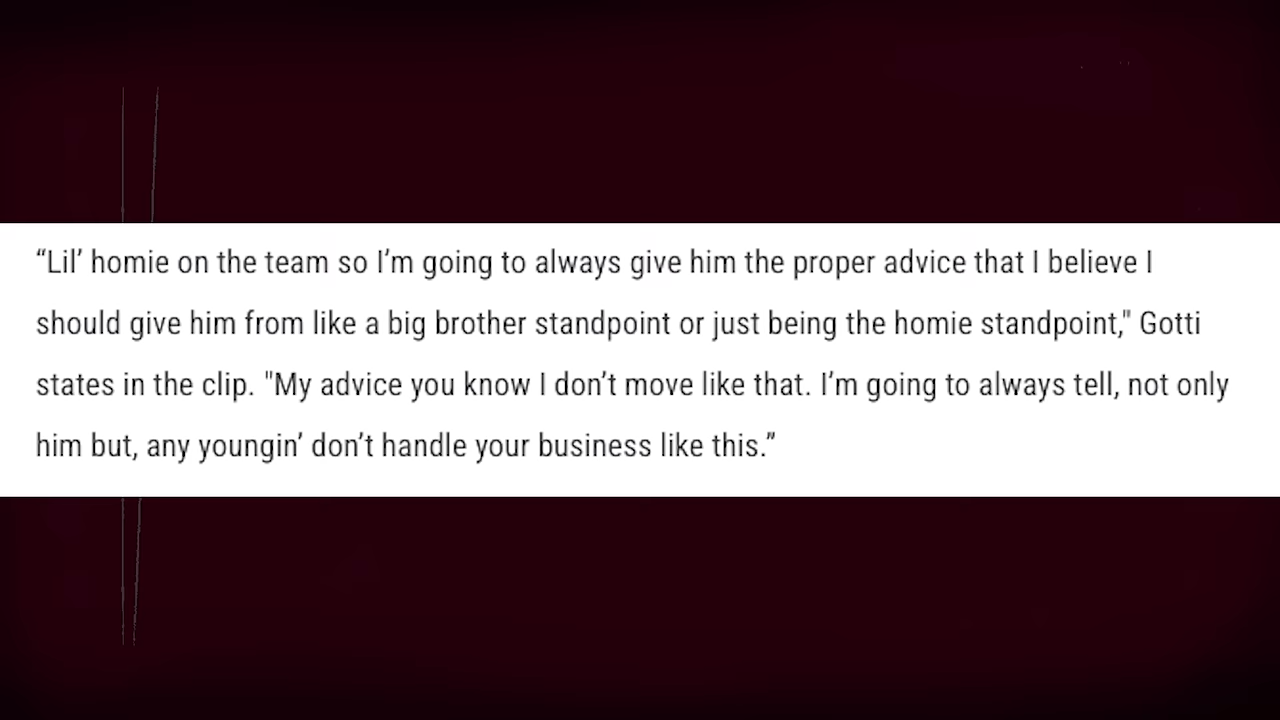 “Lil’ homie on the team so I’m going to always give him the proper advice that I believe I
should give him from like a big brother standpoint or just being the homie standpoint," Gotti
states in the clip. "My advice you know I don’t move like that. I’m going to always tell, not only
him but, any youngin’ don’t handle your business like this.”